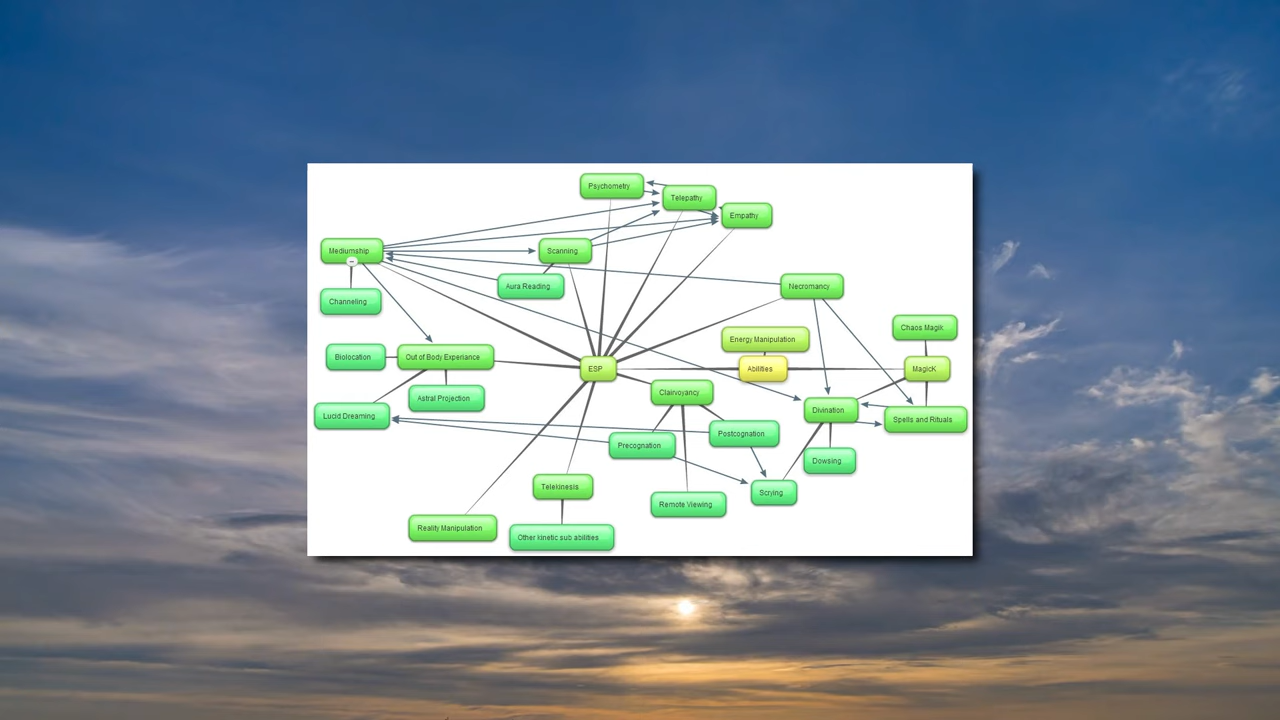 Psychometry
Telepathy
Empathy
Mediumship
Scanning
Aura Reading
Necromancy
Channeling
Chaos Magik
Energy Manipulation
Biolocation
Out of Body Experiance
ESP
Abilities
MagicK
Clairvoyancy
Astral Projection
Lucid Dreaming
Divination
Spells and Rituals
Postcognation
Precognation
Dowsing
Telekinesis
Scrying
Remote Viewing
Reality Manipulation
Other kinetic sub abilities